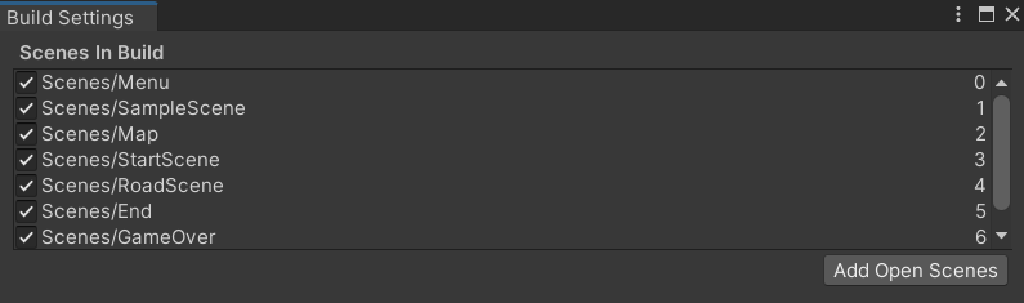 Build Settings
Scenes In Build
Scenes/Menu 0
Scenes/SampleScene 1
Scenes/Map 2
Scenes/StartScene 3
Scenes/RoadScene 4
Scenes/End 5
Scenes/GameOver 6
Add Open Scenes